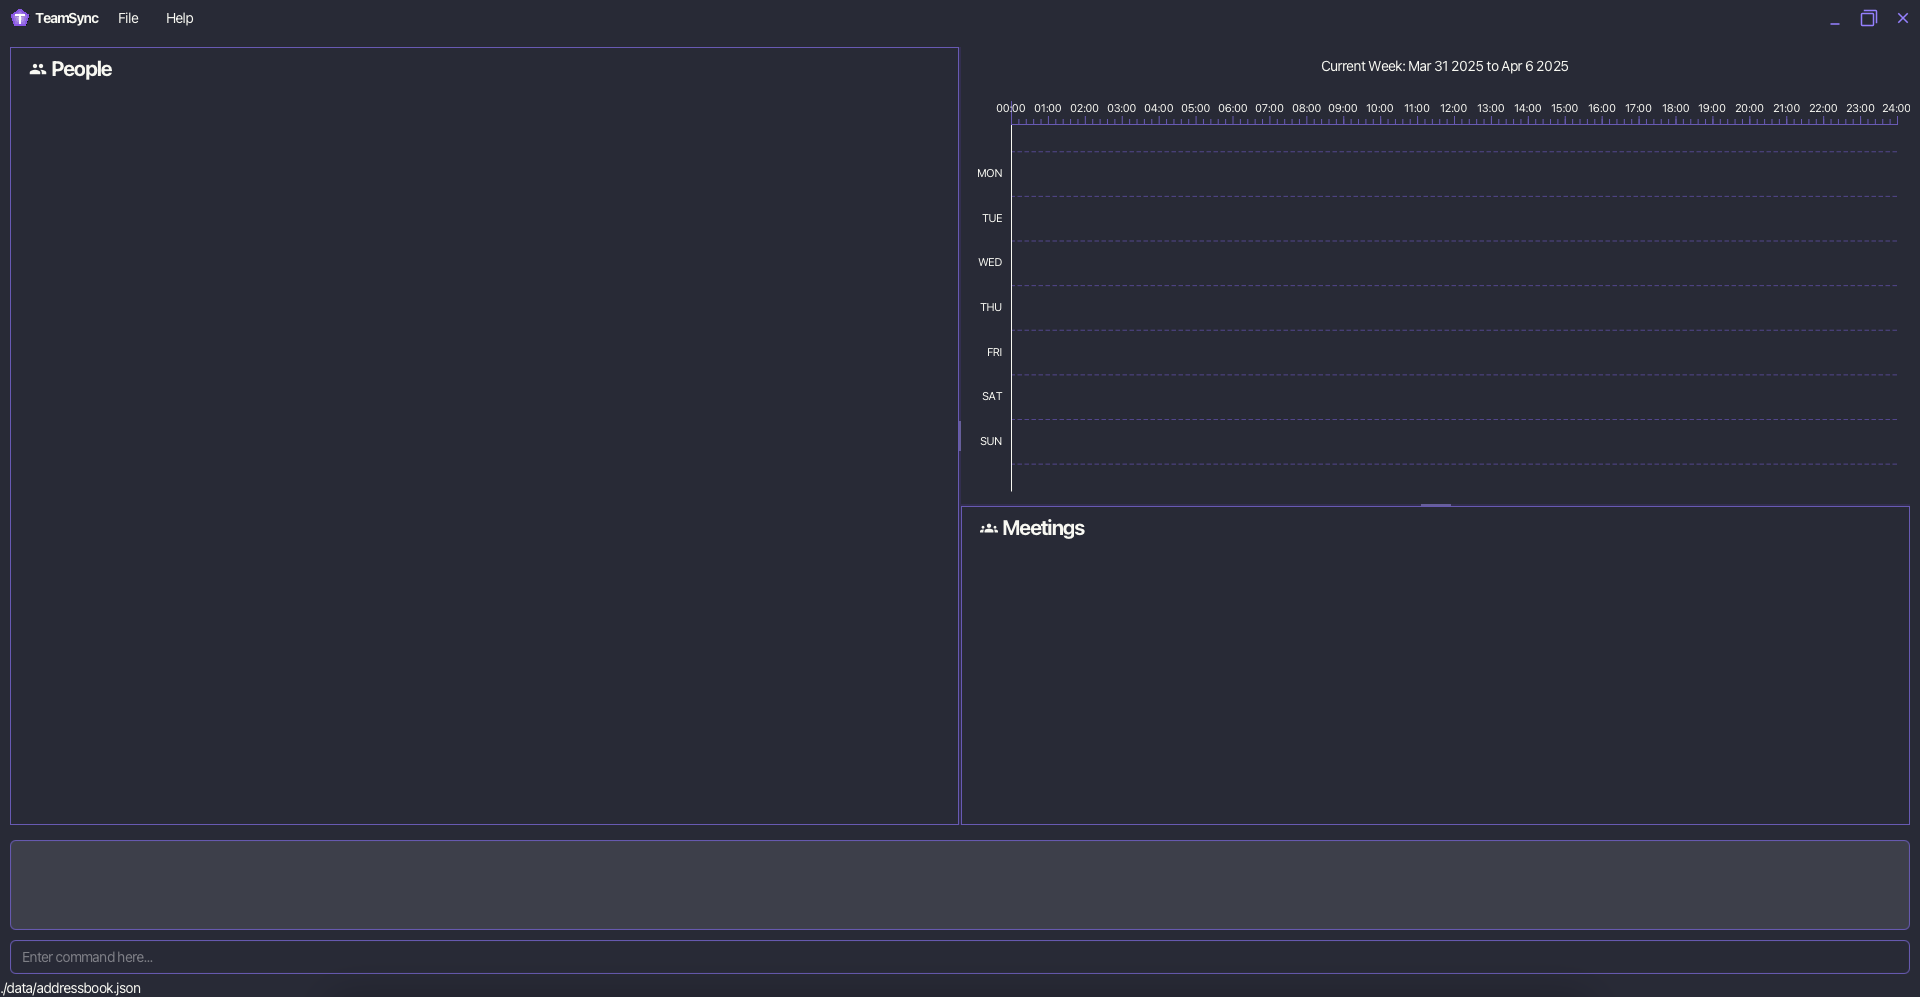 TeamSync File Help
People
Current Week: Mar 31 2025 to Apr 6 2025
00:00 01:00 02:00 03:00 04:00 05:00 06:00 07:00 08:00 09:00 10:00 11:00 12:00 13:00 14:00 15:00 16:00 17:00 18:00 19:00 20:00 21:00 22:00 23:00 24:00
MON
TUE
WED
THU
FRI
SAT
SUN
Meetings
Enter command here...
./data/addressbook.json